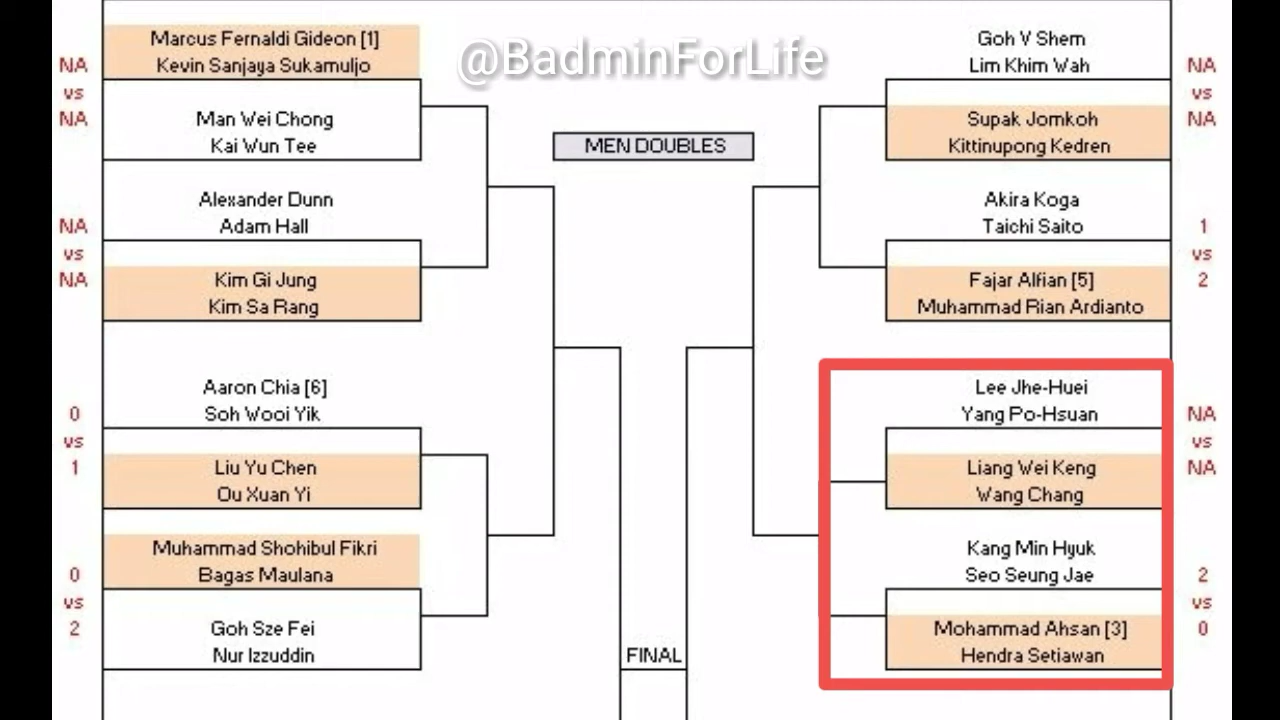 @BadminForLife
MEN DOUBLES
NA
vs
NA
Marcus Fernaldi Gideon [1]
Kevin Sanjaya Sukamuljo
Man Wei Chong
Kai Wun Tee
NA
vs
NA
Alexander Dunn
Adam Hall
Kim Gi Jung
Kim Sa Rang
0
vs
1
Aaron Chia [6]
Soh Wooi Yik
Liu Yu Chen
Ou Xuan Yi
0
vs
2
Muhammad Shohibul Fikri
Bagas Maulana
Goh Sze Fei
Nur Izzuddin
FINAL
Goh V Shem
Lim Khim Wah
Supak Jomkoh
Kittinupong Kedren
NA
vs
NA
Akira Koga
Taichi Saito
Fajar Alfian [5]
Muhammad Rian Ardianto
1
vs
2
Lee Jhe-Huei
Yang Po-Hsuan
Liang Wei Keng
Wang Chang
NA
vs
NA
Kang Min Hyuk
Seo Seung Jae
Mohammad Ahsan [3]
Hendra Setiawan
2
vs
0